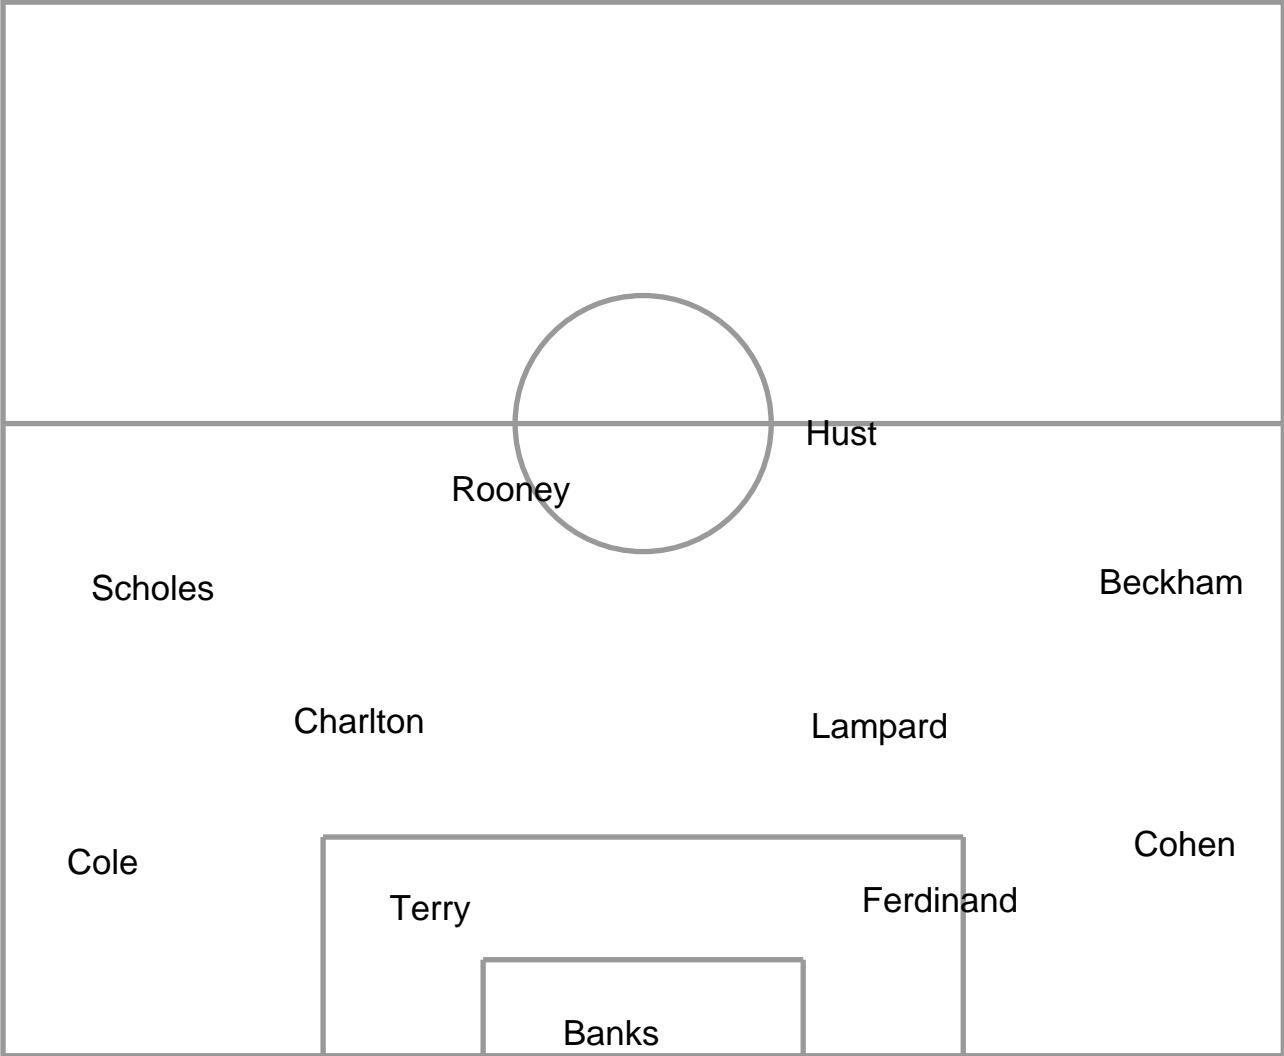 Hust
Rooney
Scholes
Beckham
Charlton
Lampard
Cole
Cohen
Terry
Ferdinand
Banks